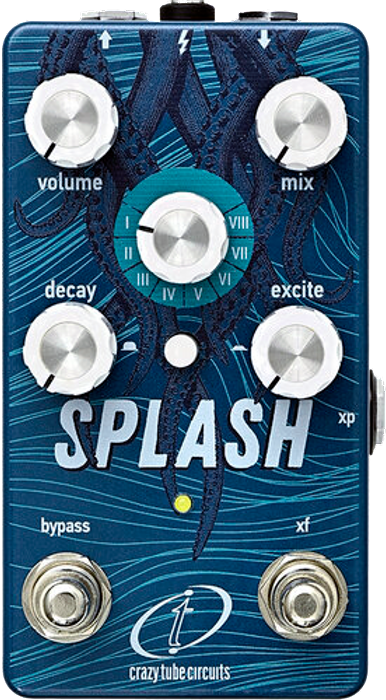 volume mix
I VIII
II VII
III VI
IV V
decay excite
SPLASH
xp
bypass xf
crazy tube circuits